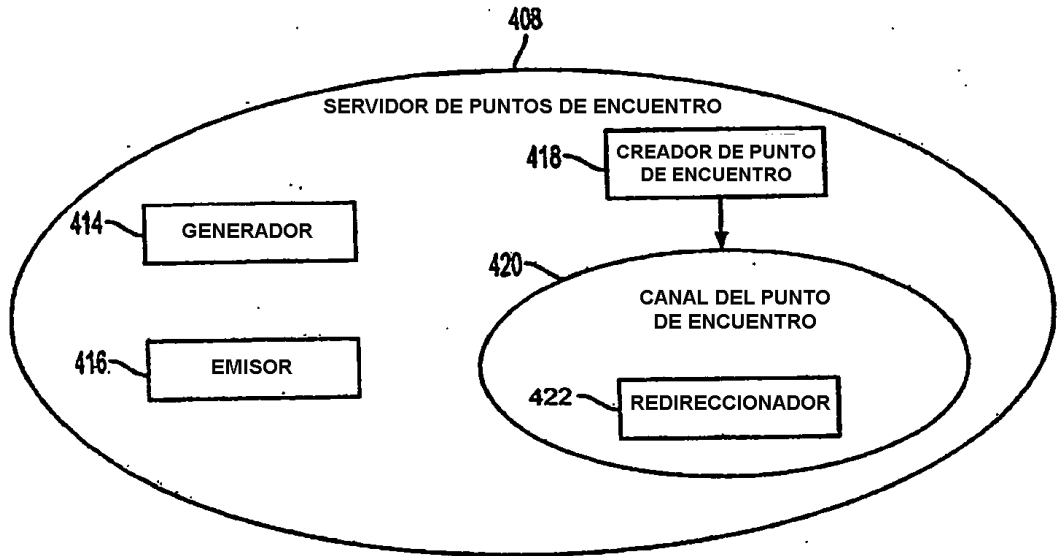 408
SERVIDOR DE PUNTOS DE ENCUENTRO
418
CREADOR DE PUNTO
DE ENCUENTRO
414
GENERADOR
420
CANAL DEL PUNTO
DE ENCUENTRO
416
EMISOR
422
REDIRECCIONADOR